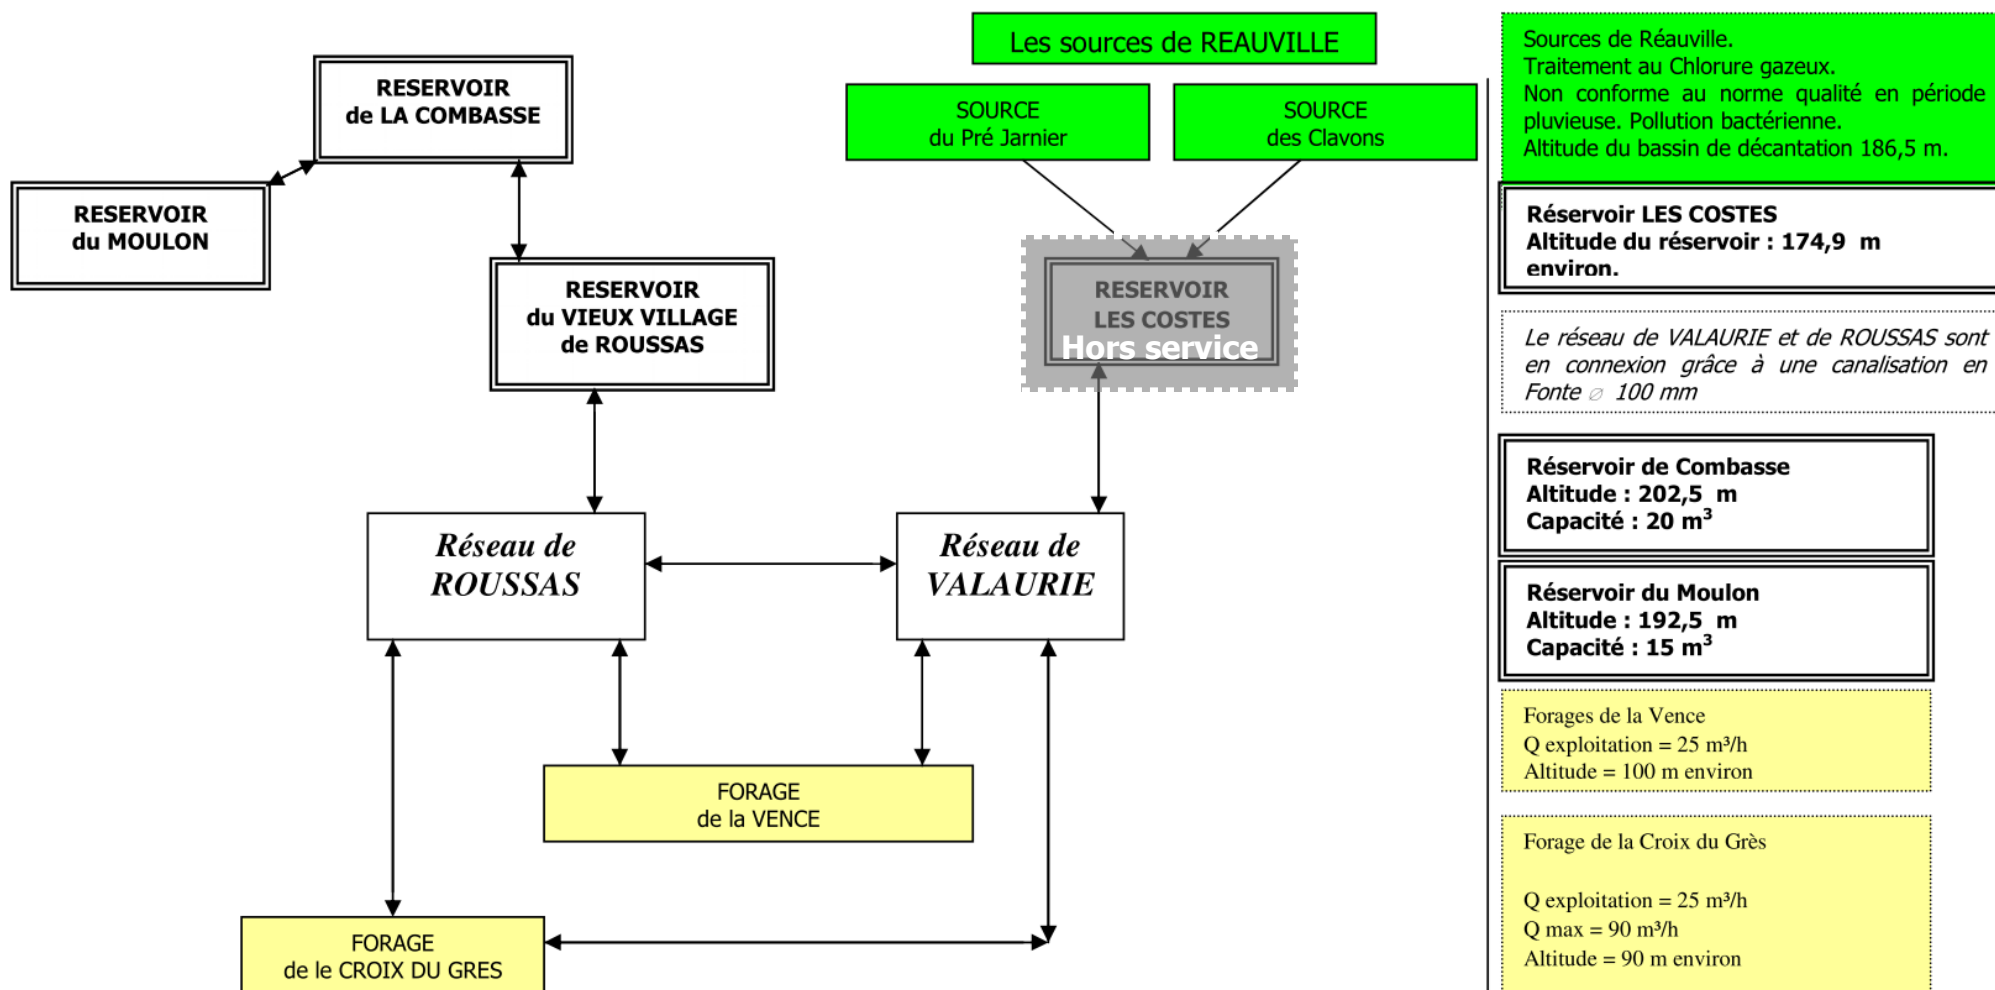 Les sources de REAUVILLE
RESERVOIR
de LA COMBASSE
SOURCE
du Pré Jarnier
SOURCE
des Clavons
RESERVOIR
du MOULON
RESERVOIR
du VIEUX VILLAGE
de ROUSSAS
RESERVOIR
LES COSTES
Hors service
Réseau de
ROUSSAS
Réseau de
VALAURIE
FORAGE
de la VENCE
FORAGE
de le CROIX DU GRES
Sources de Réauville.
Traitement au Chlorure gazeux.
Non conforme au norme qualité en période
pluvieuse. Pollution bactérienne.
Altitude du bassin de décantation 186,5 m.
Réservoir LES COSTES
Altitude du réservoir : 174,9 m
environ.
Le réseau de VALAURIE et de ROUSSAS sont
en connexion grâce à une canalisation en
Fonte ∅ 100 mm
Réservoir de Combasse
Altitude : 202,5 m
Capacité : 20 m³
Réservoir du Moulon
Altitude : 192,5 m
Capacité : 15 m³
Forages de la Vence
Q exploitation = 25 m³/h
Altitude = 100 m environ
Forage de la Croix du Grès
Q exploitation = 25 m³/h
Q max = 90 m³/h
Altitude = 90 m environ